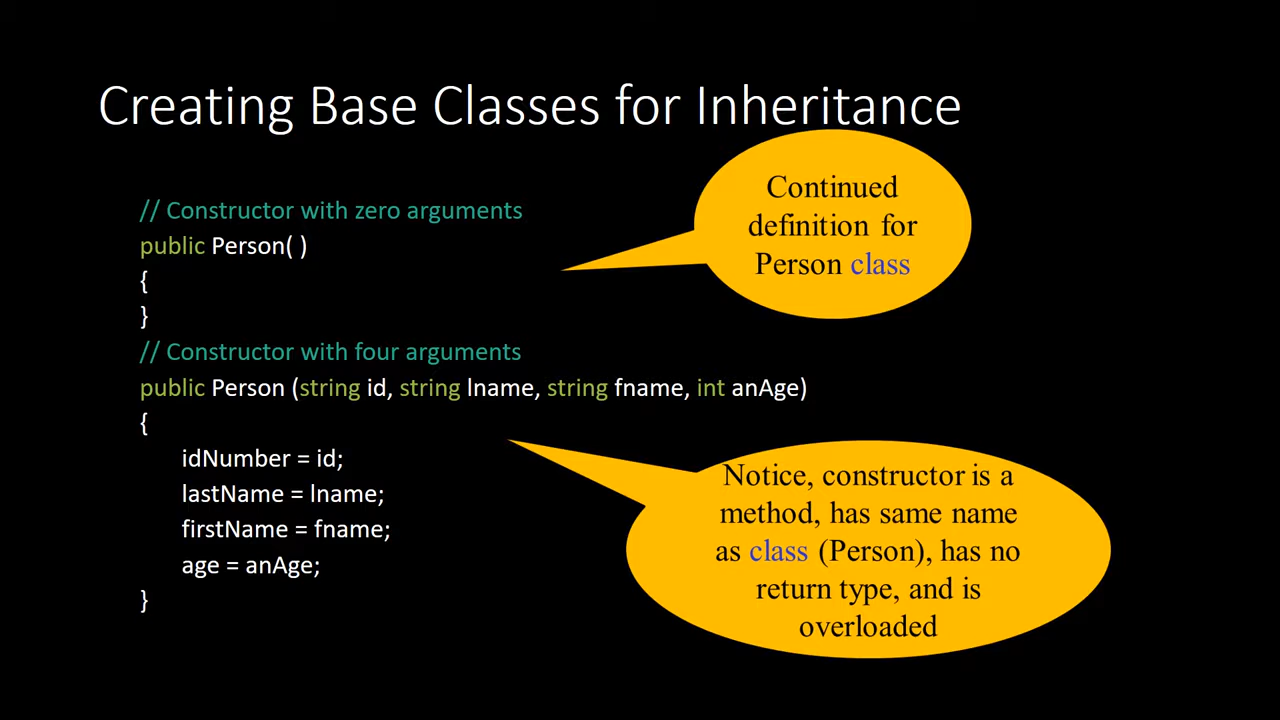 Creating Base Classes for Inheritance
Continued
definition for
Person class
// Constructor with zero arguments
public Person( )
{
}
// Constructor with four arguments
public Person (string id, string lname, string fname, int anAge)
{
idNumber = id;
lastName = lname;
firstName = fname;
age = anAge;
}
Notice, constructor is a
method, has same name
as class (Person), has no
return type, and is
overloaded